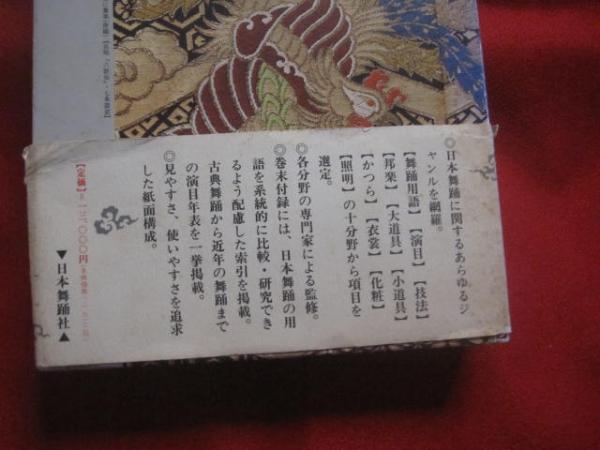 ◎日本舞踊に関するあらゆるジ
ャンルを網羅。
【舞踊用語】【演目】【技法】
【邦楽】【大道具】【小道具】
【かつら】【衣裳】【化粧】
【照明】の十分野から項目を
選定。
◎各分野の専門家による監修。
◎巻末付録には、日本舞踊の用
語を系統的に比較・研究でき
るよう配慮した索引を掲載。
古典舞踊から近年の舞踊まで
の演目年表を一挙掲載。
◎見やすさ、使いやすさを追求
した紙面構成。
▼日本舞踊社▲
【定価】
〇〇〇円